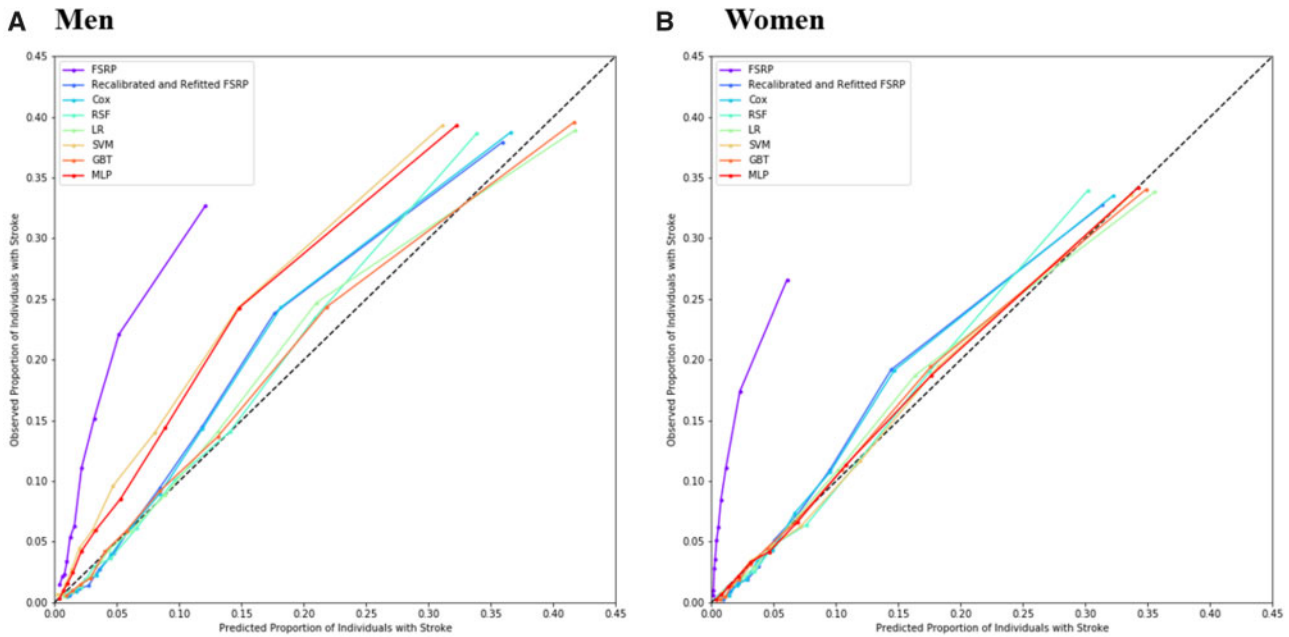 A Men
FSRP
Recalibrated and Refitted FSRP
Cox
RSF
LR
SVM
GBT
MLP
0.45
0.40
0.35
0.30
0.25
0.20
0.15
0.10
0.05
0.00
Observed Proportion of Individuals with Stroke
0.00 0.05 0.10 0.15 0.20 0.25 0.30 0.35 0.40 0.45
Predicted Proportion of Individuals with Stroke
B Women
FSRP
Recalibrated and Refitted FSRP
Cox
RSF
LR
SVM
GBT
MLP
0.45
0.40
0.35
0.30
0.25
0.20
0.15
0.10
0.05
0.00
Observed Proportion of Individuals with Stroke
0.00 0.05 0.10 0.15 0.20 0.25 0.30 0.35 0.40 0.45
Predicted Proportion of Individuals with Stroke